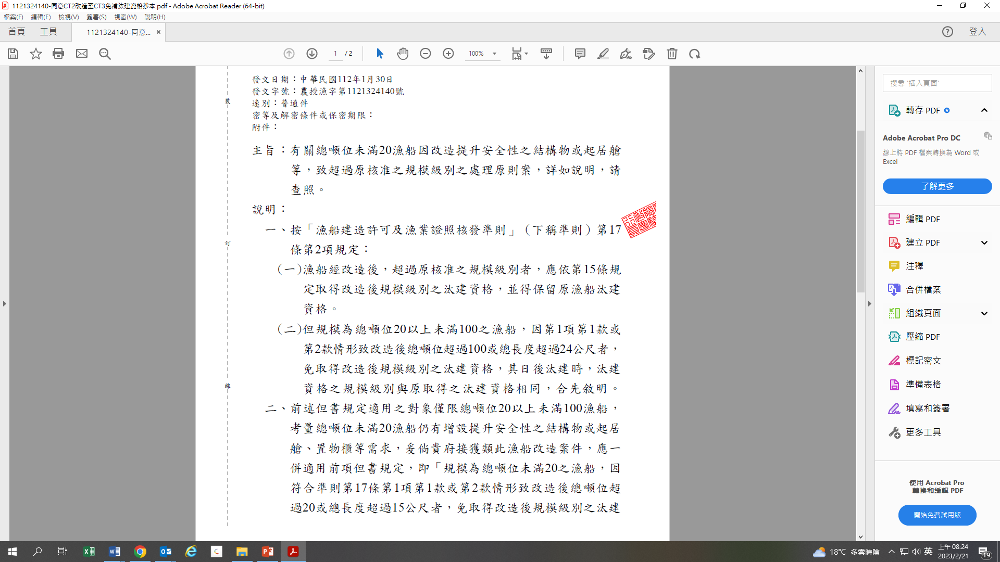 1121324140-同意CT2改造至CT3免補汰建資格抄本.pdf - Adobe Acrobat Reader (64-bit)
檔案(F) 編輯(E) 檢視(V) 簽署(S) 視窗(W) 說明(H)
首頁 工具 1121324140-同意... × 登入
1 / 2 100%
發文日期：中華民國112年1月30日
發文字號：農授漁字第1121324140號
速別：普通件
密等及解密條件或保密期限：
附件：
裝
主旨：有關總噸位未滿20漁船因改造提升安全性之結構物或起居艙
等，致超過原核准之規模級別之處理原則案，詳如說明，請
查照。
說明：
一、按「漁船建造許可及漁業證照核發準則」（下稱準則）第17
條第2項規定：
訂
(一)漁船經改造後，超過原核准之規模級別者，應依第15條規
定取得改造後規模級別之汰建資格，並得保留原漁船汰建
資格。
(二)但規模為總噸位20以上未滿100之漁船，因第1項第1款或
第2款情形致改造後總噸位超過100或總長度超過24公尺者，
免取得改造後規模級別之汰建資格，其日後汰建時，汰建
資格之規模級別與原取得之汰建資格相同，合先敘明。
線
二、前述但書規定適用之對象僅限總噸位20以上未滿100漁船，
考量總噸位未滿20漁船仍有增設提升安全性之結構物或起居
艙、置物櫃等需求，爰倘貴府接獲類此漁船改造案件，應一
併適用前項但書規定，即「規模為總噸位未滿20之漁船，因
符合準則第17條第1項第1款或第2款情形致改造後總噸位超
過20或總長度超過15公尺者，免取得改造後規模級別之汰建
搜尋 '插入頁面'
轉存 PDF
Adobe Acrobat Pro DC
線上將 PDF 檔案轉換為 Word 或
Excel
了解更多
編輯 PDF
建立 PDF
注釋
合併檔案
組織頁面
壓縮 PDF
標記密文
準備表格
填寫和簽署
更多工具
使用 Acrobat Pro
轉換和編輯 PDF
開始免費試用版
18°C 多雲時陰 英 上午 08:24
2023/2/21
19